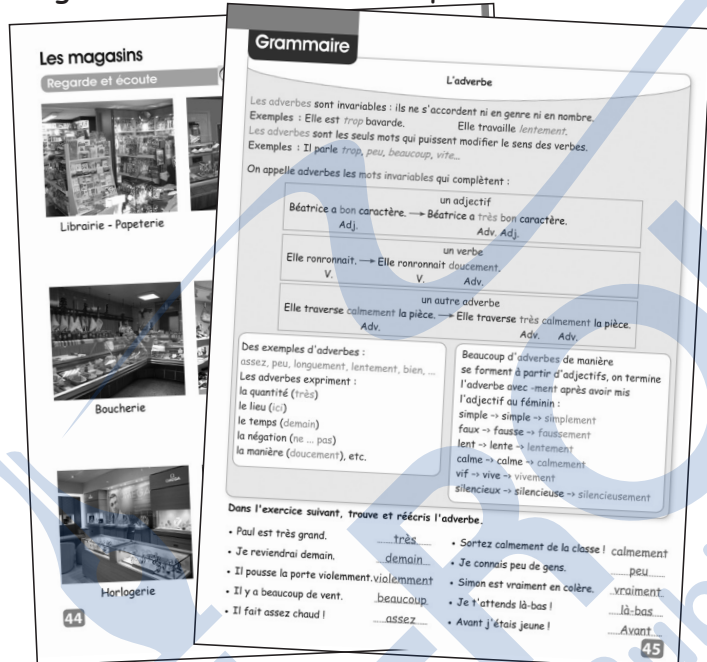 Les magasins
Regarde et écoute
Librairie - Papeterie
Boucherie
Horlogerie
44
Grammaire
L'adverbe
Les adverbes sont invariables : ils ne s'accordent ni en genre ni en nombre.
Exemples : Elle est trop bavarde. Elle travaille lentement.
Les adverbes sont les seuls mots qui puissent modifier le sens des verbes.
Exemples : Il parle trop, peu, beaucoup, vite...
On appelle adverbes les mots invariables qui complètent :
un adjectif
Béatrice a bon caractère. → Béatrice a très bon caractère.
Adj. Adv. Adj.
un verbe
Elle ronronnait. → Elle ronronnait doucement.
V. V. Adv.
un autre adverbe
Elle traverse calmement la pièce. → Elle traverse très calmement la pièce.
Adv. Adv. Adv.
Des exemples d'adverbes :
assez, peu, longuement, lentement, bien, ...
Les adverbes expriment :
la quantité (très)
le lieu (ici)
le temps (demain)
la négation (ne ... pas)
la manière (doucement), etc.
Beaucoup d'adverbes de manière
se forment à partir d'adjectifs, on termine
l'adverbe avec -ment après avoir mis
l'adjectif au féminin :
simple -> simple -> simplement
faux -> fausse -> faussement
lent -> lente -> lentement
calme -> calme -> calmement
vif -> vive -> vivement
silencieux -> silencieuse -> silencieusement
Dans l'exercice suivant, trouve et réécris l'adverbe.
• Paul est très grand. très
• Je reviendrai demain. demain
• Il pousse la porte violemment. violemment
• Il y a beaucoup de vent. beaucoup
• Il fait assez chaud ! assez
• Sortez calmement de la classe ! calmement
• Je connais peu de gens. peu
• Simon est vraiment en colère. vraiment
• Je t'attends là-bas ! là-bas
• Avant j'étais jeune ! Avant
45